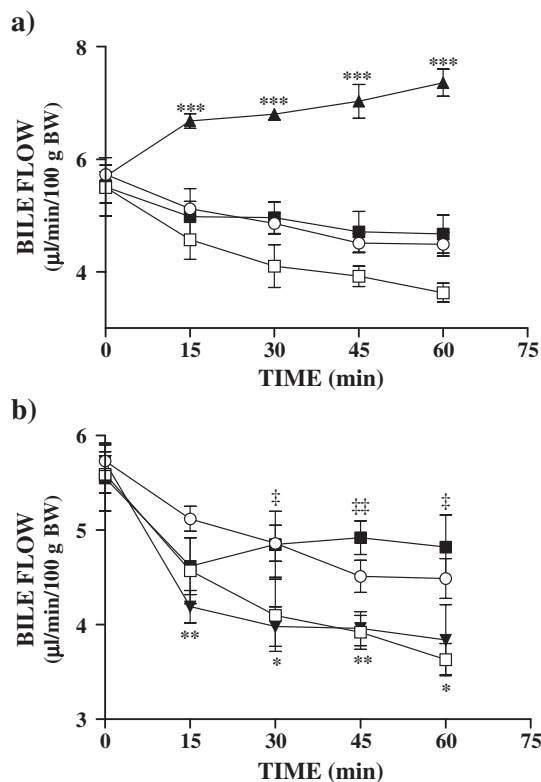 a)
BILE FLOW
(µl/min/100 g BW)
8
6
4
*** *** *** ***
0 15 30 45 60 75
TIME (min)
b)
BILE FLOW
(µl/min/100 g BW)
6
5
4
3
‡ ‡‡ ‡
** * ** *
0 15 30 45 60 75
TIME (min)